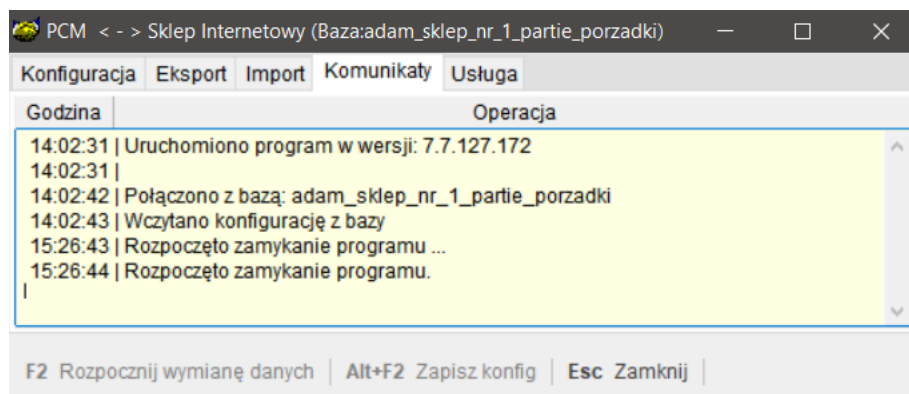 PCM < - > Sklep Internetowy (Baza:adam_sklep_nr_1_partie_porzadki)
Konfiguracja Eksport Import Komunikaty Usługa
Godzina Operacja
14:02:31 | Uruchomiono program w wersji: 7.7.127.172
14:02:31 |
14:02:42 | Połączono z bazą: adam_sklep_nr_1_partie_porzadki
14:02:43 | Wczytano konfigurację z bazy
15:26:43 | Rozpoczęto zamykanie programu ...
15:26:44 | Rozpoczęto zamykanie programu.
F2 Rozpocznij wymianę danych | Alt+F2 Zapisz konfig | Esc Zamknij |